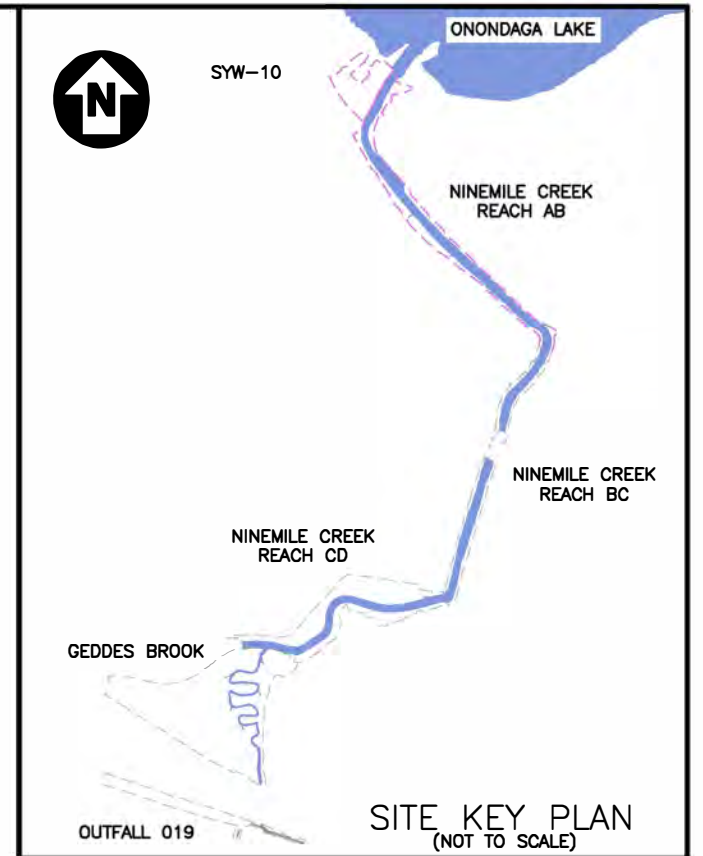 ONONDAGA LAKE
N
SYW-10
NINEMILE CREEK
REACH AB
NINEMILE CREEK
REACH BC
NINEMILE CREEK
REACH CD
GEDDES BROOK
OUTFALL 019
SITE KEY PLAN
(NOT TO SCALE)